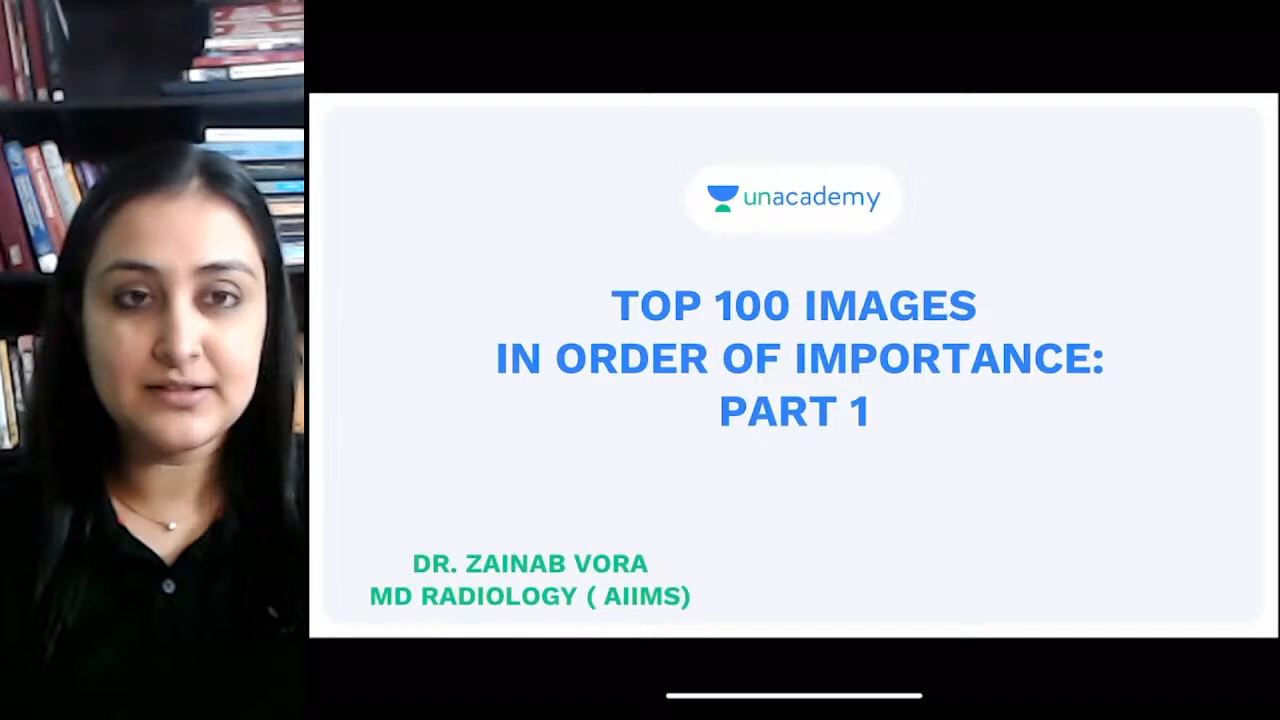 unacademy
TOP 100 IMAGES
IN ORDER OF IMPORTANCE:
PART 1
DR. ZAINAB VORA
MD RADIOLOGY ( AIIMS)